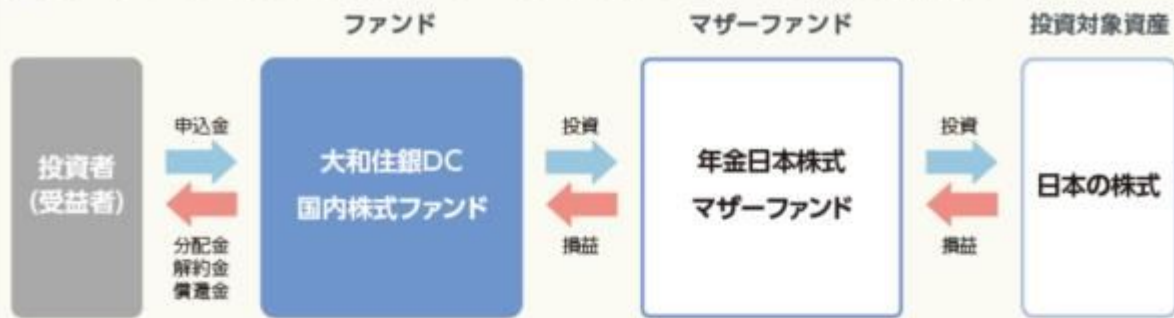 ファンド
マザーファンド
投資対象資産
投資者
(受益者)
申込金
分配金
解約金
償還金
大和住銀DC
国内株式ファンド
投資
損益
年金日本株式
マザーファンド
投資
損益
日本の株式